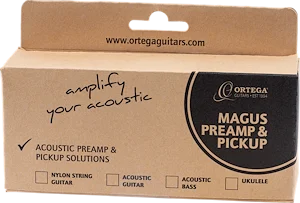 www.ortegaguitars.com
amplify
your acoustic
ORTEGA
GUITARS • EST 1994
MAGUS
PREAMP &
PICKUP
✓ ACOUSTIC PREAMP &
PICKUP SOLUTIONS
NYLON STRING
GUITAR
ACOUSTIC
GUITAR
ACOUSTIC
BASS
UKULELE